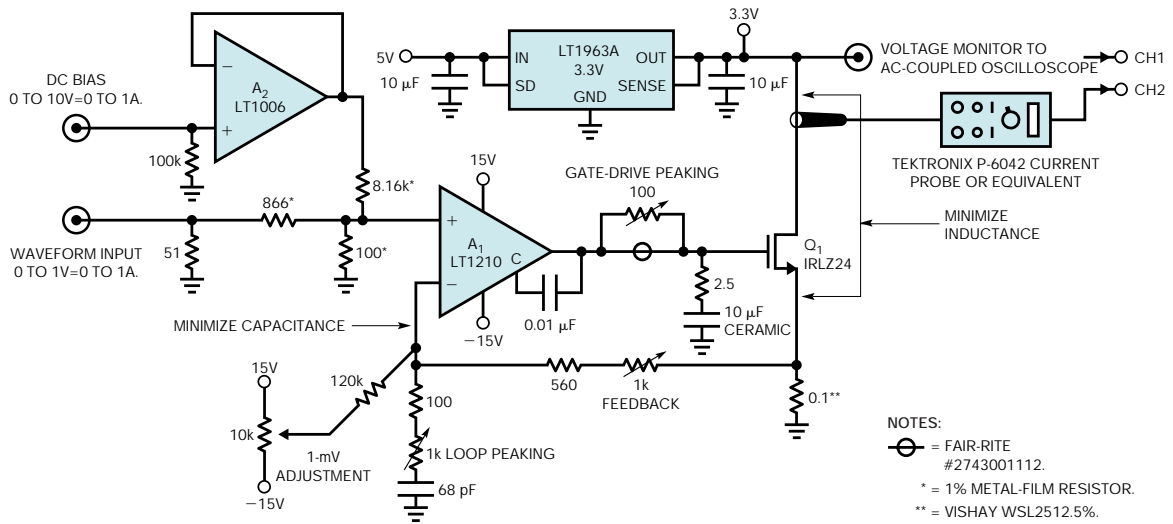 DC BIAS
0 TO 10V=0 TO 1A.
100k
−
+
A2
LT1006
8.16k*
WAVEFORM INPUT
0 TO 1V=0 TO 1A.
51
866*
100*
5V
10 µF
IN
SD
LT1963A
3.3V
GND
OUT
SENSE
10 µF
3.3V
VOLTAGE MONITOR TO
AC-COUPLED OSCILLOSCOPE
CH1
CH2
TEKTRONIX P-6042 CURRENT
PROBE OR EQUIVALENT
15V
+
−
A1
LT1210
C
−15V
0.01 µF
GATE-DRIVE PEAKING
100
2.5
10 µF
CERAMIC
Q1
IRLZ24
MINIMIZE
INDUCTANCE
MINIMIZE CAPACITANCE
15V
10k
−15V
120k
1-mV
ADJUSTMENT
100
1k LOOP PEAKING
68 pF
560
1k
FEEDBACK
0.1**
NOTES:
= FAIR-RITE
#2743001112.
* = 1% METAL-FILM RESISTOR.
** = VISHAY WSL2512.5%.